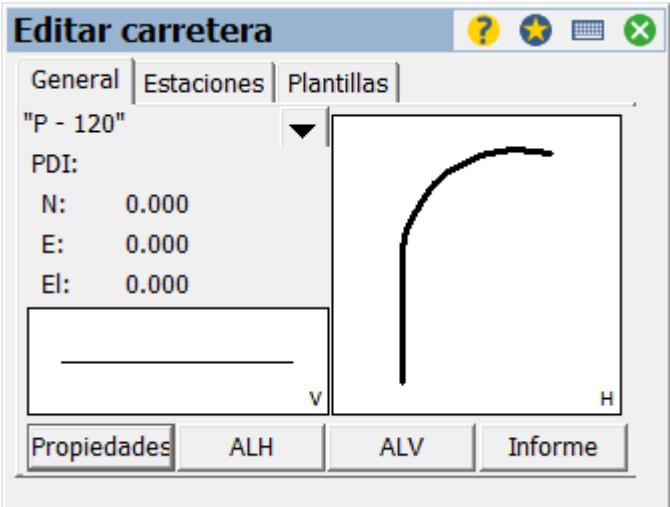 Editar carretera ?
General Estaciones Plantillas
"P - 120"
PDI:
N: 0.000
E: 0.000
El: 0.000
V
H
Propiedades ALH ALV Informe